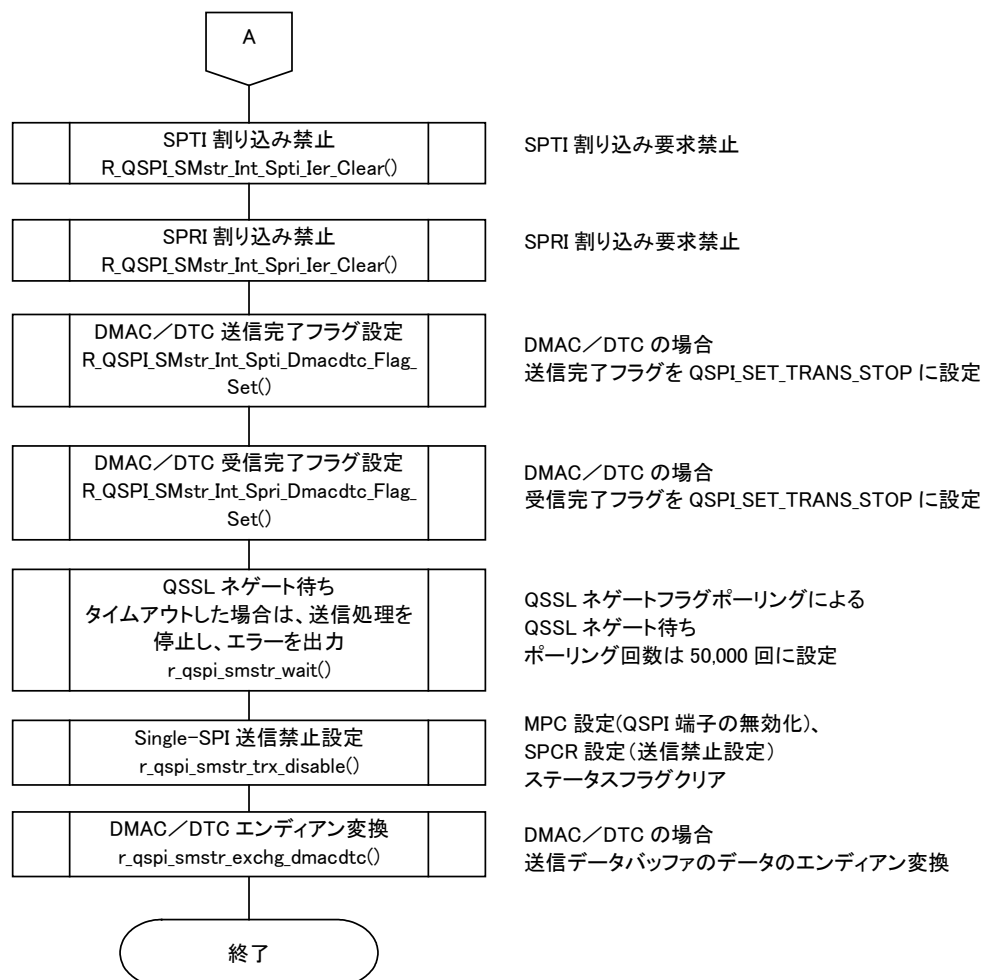 A
SPTI 割り込み禁止
R_QSPI_SMstr_Int_Spti_Ier_Clear()
SPTI 割り込み要求禁止
SPRI 割り込み禁止
R_QSPI_SMstr_Int_Spri_Ier_Clear()
SPRI 割り込み要求禁止
DMAC／DTC 送信完了フラグ設定
R_QSPI_SMstr_Int_Spti_Dmacdtc_Flag_
Set()
DMAC／DTC の場合
送信完了フラグを QSPI_SET_TRANS_STOP に設定
DMAC／DTC 受信完了フラグ設定
R_QSPI_SMstr_Int_Spri_Dmacdtc_Flag_
Set()
DMAC／DTC の場合
受信完了フラグを QSPI_SET_TRANS_STOP に設定
QSSL ネゲート待ち
タイムアウトした場合は、送信処理を
停止し、エラーを出力
r_qspi_smstr_wait()
QSSL ネゲートフラグポーリングによる
QSSL ネゲート待ち
ポーリング回数は 50,000 回に設定
Single-SPI 送信禁止設定
r_qspi_smstr_trx_disable()
MPC 設定(QSPI 端子の無効化)、
SPCR 設定（送信禁止設定）
ステータスフラグクリア
DMAC／DTC エンディアン変換
r_qspi_smstr_exchg_dmacdtc()
DMAC／DTC の場合
送信データバッファのデータのエンディアン変換
終了